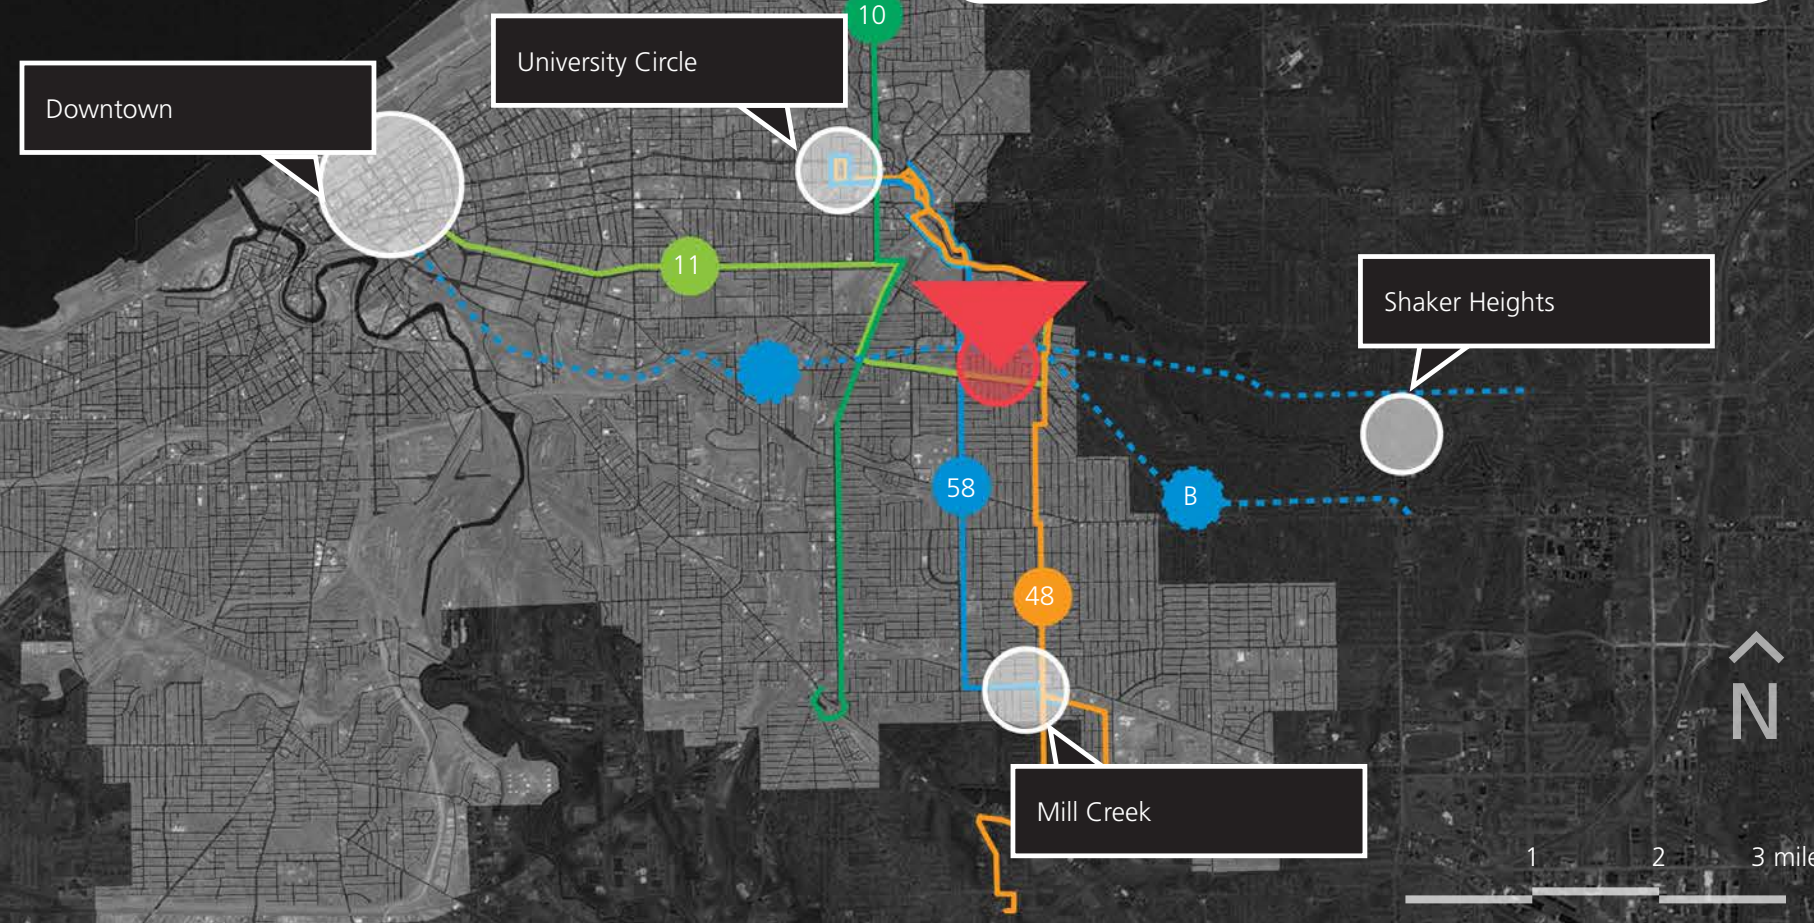 10
University Circle
Downtown
11
Shaker Heights
58
B
48
N
Mill Creek
1 2 3 mile